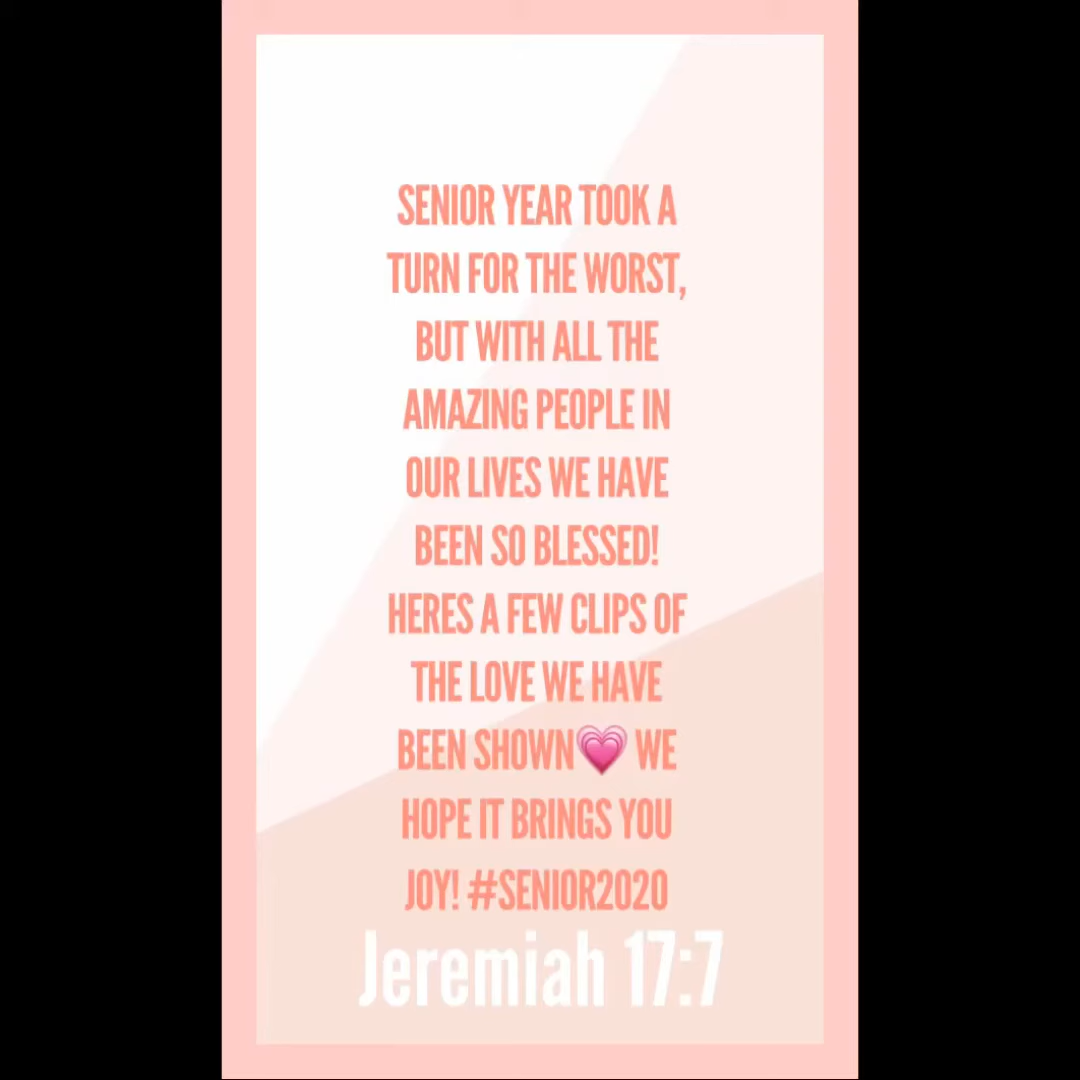 SENIOR YEAR TOOK A
TURN FOR THE WORST,
BUT WITH ALL THE
AMAZING PEOPLE IN
OUR LIVES WE HAVE
BEEN SO BLESSED!
HERES A FEW CLIPS OF
THE LOVE WE HAVE
BEEN SHOWN💗 WE
HOPE IT BRINGS YOU
JOY! #SENIOR2020
Jeremiah 17:7